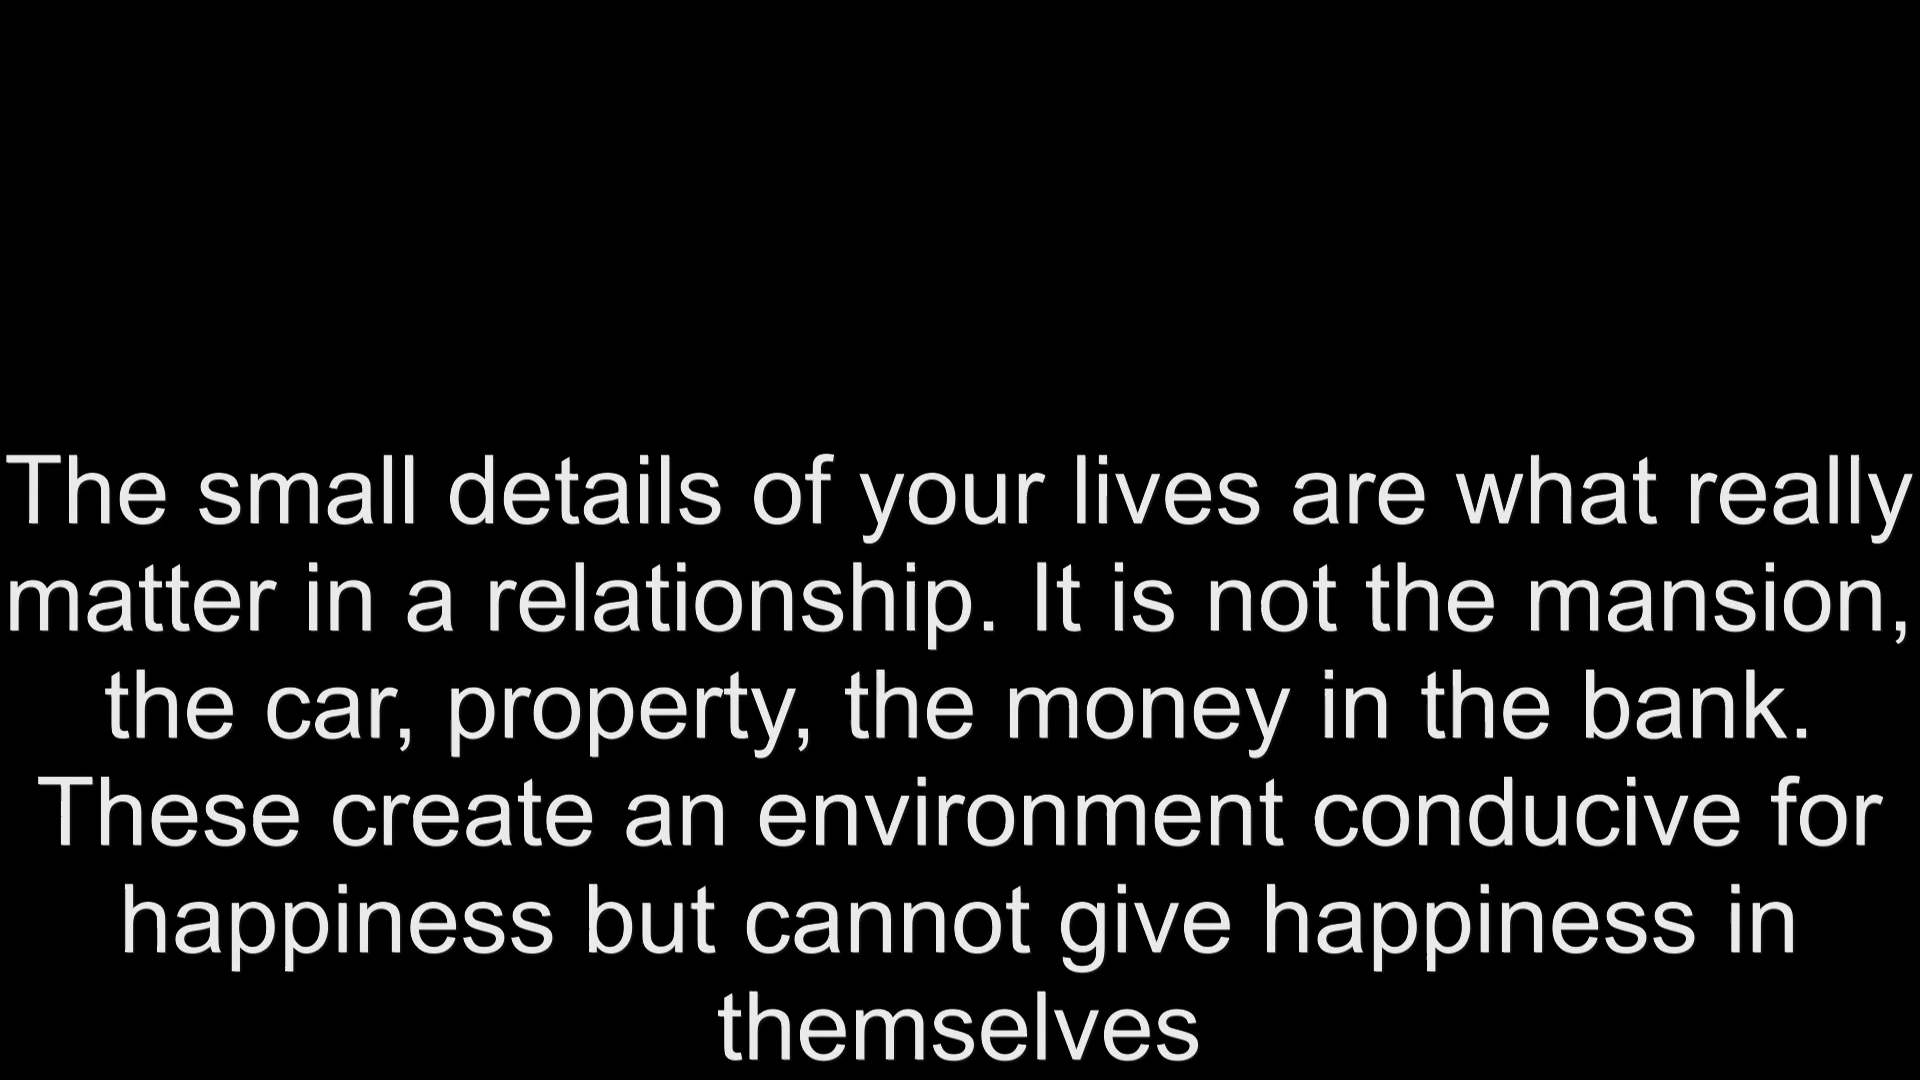 The small details of your lives are what really
matter in a relationship. It is not the mansion,
the car, property, the money in the bank.
These create an environment conducive for
happiness but cannot give happiness in
themselves